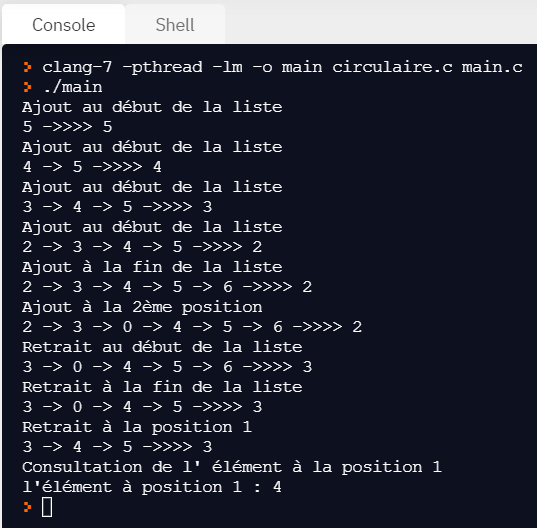 Console Shell
> clang-7 -pthread -lm -o main circulaire.c main.c
> ./main
Ajout au début de la liste
5 ->>>> 5
Ajout au début de la liste
4 -> 5 ->>>> 4
Ajout au début de la liste
3 -> 4 -> 5 ->>>> 3
Ajout au début de la liste
2 -> 3 -> 4 -> 5 ->>>> 2
Ajout à la fin de la liste
2 -> 3 -> 4 -> 5 -> 6 ->>>> 2
Ajout à la 2ème position
2 -> 3 -> 0 -> 4 -> 5 -> 6 ->>>> 2
Retrait au début de la liste
3 -> 0 -> 4 -> 5 -> 6 ->>>> 3
Retrait à la fin de la liste
3 -> 0 -> 4 -> 5 ->>>> 3
Retrait à la position 1
3 -> 4 -> 5 ->>>> 3
Consultation de l' élément à la position 1
l'élément à position 1 : 4
>